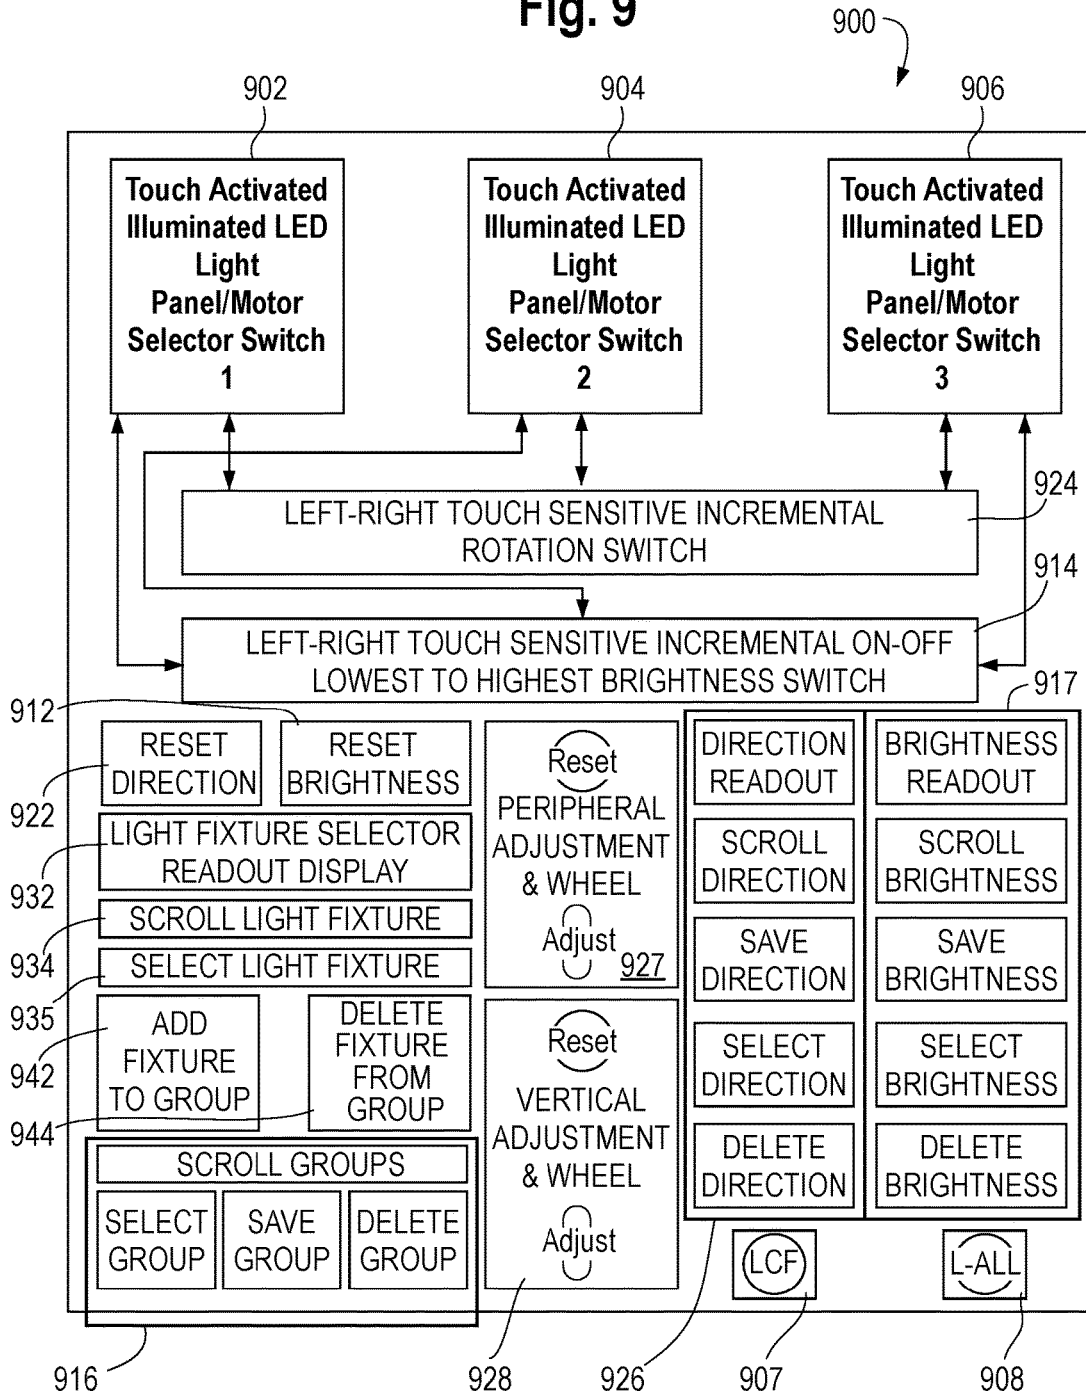 Fig. 9
900
902
904
906
Touch Activated
Illuminated LED
Light
Panel/Motor
Selector Switch
1
Touch Activated
Illuminated LED
Light
Panel/Motor
Selector Switch
2
Touch Activated
Illuminated LED
Light
Panel/Motor
Selector Switch
3
LEFT-RIGHT TOUCH SENSITIVE INCREMENTAL
ROTATION SWITCH
924
914
LEFT-RIGHT TOUCH SENSITIVE INCREMENTAL ON-OFF
LOWEST TO HIGHEST BRIGHTNESS SWITCH
917
912
RESET
DIRECTION
RESET
BRIGHTNESS
922
LIGHT FIXTURE SELECTOR
READOUT DISPLAY
932
SCROLL LIGHT FIXTURE
934
SELECT LIGHT FIXTURE
935
ADD
FIXTURE
TO GROUP
942
DELETE
FIXTURE
FROM
GROUP
944
SCROLL GROUPS
SELECT
GROUP
SAVE
GROUP
DELETE
GROUP
916
Reset
PERIPHERAL
ADJUSTMENT
& WHEEL
Adjust
927
Reset
VERTICAL
ADJUSTMENT
& WHEEL
Adjust
928
DIRECTION
READOUT
SCROLL
DIRECTION
SAVE
DIRECTION
SELECT
DIRECTION
DELETE
DIRECTION
926
BRIGHTNESS
READOUT
SCROLL
BRIGHTNESS
SAVE
BRIGHTNESS
SELECT
BRIGHTNESS
DELETE
BRIGHTNESS
LCF
907
L-ALL
908